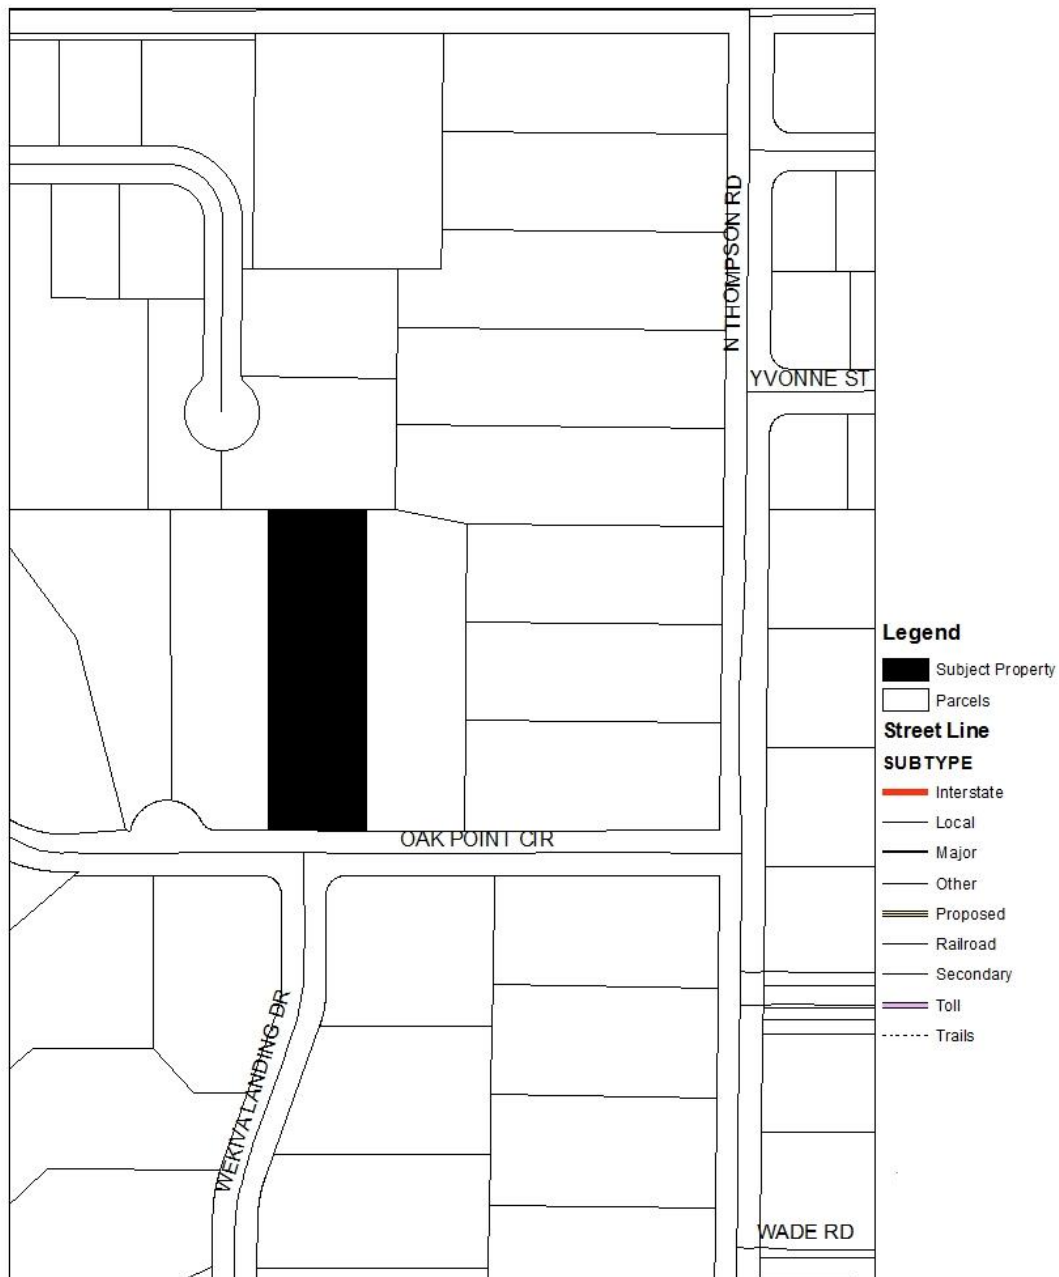 N THOMPSON RD
YVONNE ST
OAK POINT CIR
WEKIVA LANDING DR
WADE RD
Legend
Subject Property
Parcels
Street Line
SUBTYPE
Interstate
Local
Major
Other
Proposed
Railroad
Secondary
Toll
Trails